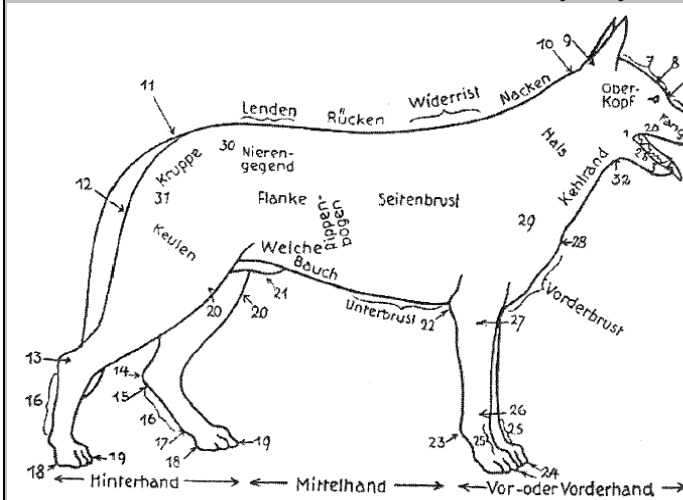 9
10
7
8
11
Ober-
Kopf
Fang
Lenden
Rücken
Widerrist
Nacken
Hals
1
20
Kruppe
30
Nieren-
gegend
Kehlrand
32
12
31
Flanke
Rippen-
bogen
Seitenbrust
29
28
Keulen
Welche
Bauch
Vorderbrust
20
20
21
Unterbrust
22
27
13
14
15
16
16
17
18
19
18
19
23
26
25
25
24
Hinterhand
Mittelhand
Vor-oder Vorderhand